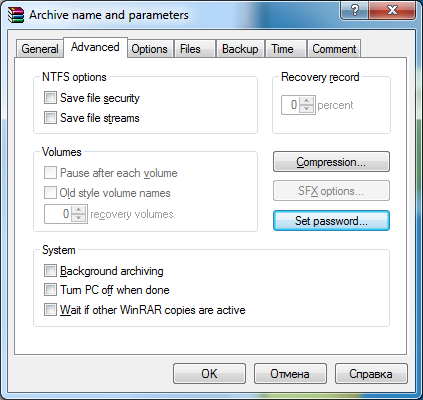 Archive name and parameters
General Advanced Options Files Backup Time Comment
NTFS options
Save file security
Save file streams
Recovery record
0 percent
Volumes
Pause after each volume
Old style volume names
0 recovery volumes
Compression...
SFX options...
Set password...
System
Background archiving
Turn PC off when done
Wait if other WinRAR copies are active
OK Отмена Справка